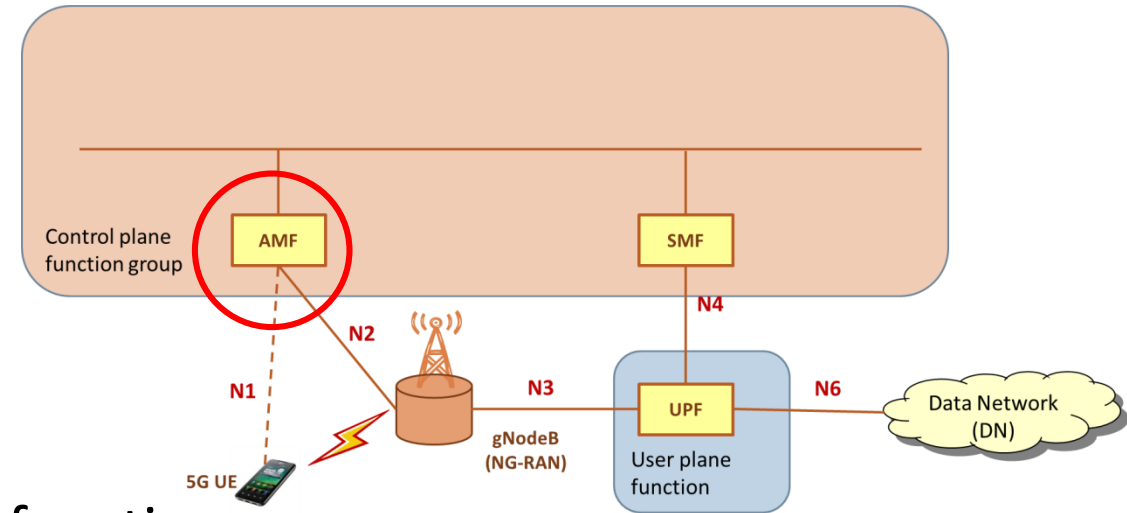 Control plane
function group
AMF
SMF
N1
N2
N4
N3
N6
5G UE
gNodeB
(NG-RAN)
UPF
User plane
function
Data Network
(DN)